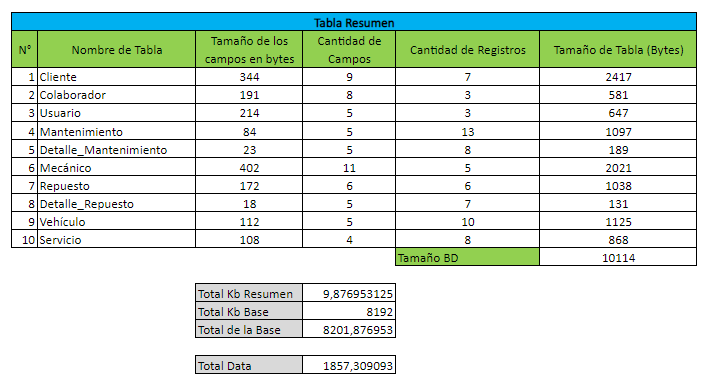 Tabla Resumen
N° Nombre de Tabla Tamaño de los campos en bytes Cantidad de Campos Cantidad de Registros Tamaño de Tabla (Bytes)
1 Cliente 344 9 7 2417
2 Colaborador 191 8 3 581
3 Usuario 214 5 3 647
4 Mantenimiento 84 5 13 1097
5 Detalle_Mantenimiento 23 5 8 189
6 Mecánico 402 11 5 2021
7 Repuesto 172 6 6 1038
8 Detalle_Repuesto 18 5 7 131
9 Vehículo 112 5 10 1125
10 Servicio 108 4 8 868
Tamaño BD 10114
Total Kb Resumen 9,876953125
Total Kb Base 8192
Total de la Base 8201,876953
Total Data 1857,309093